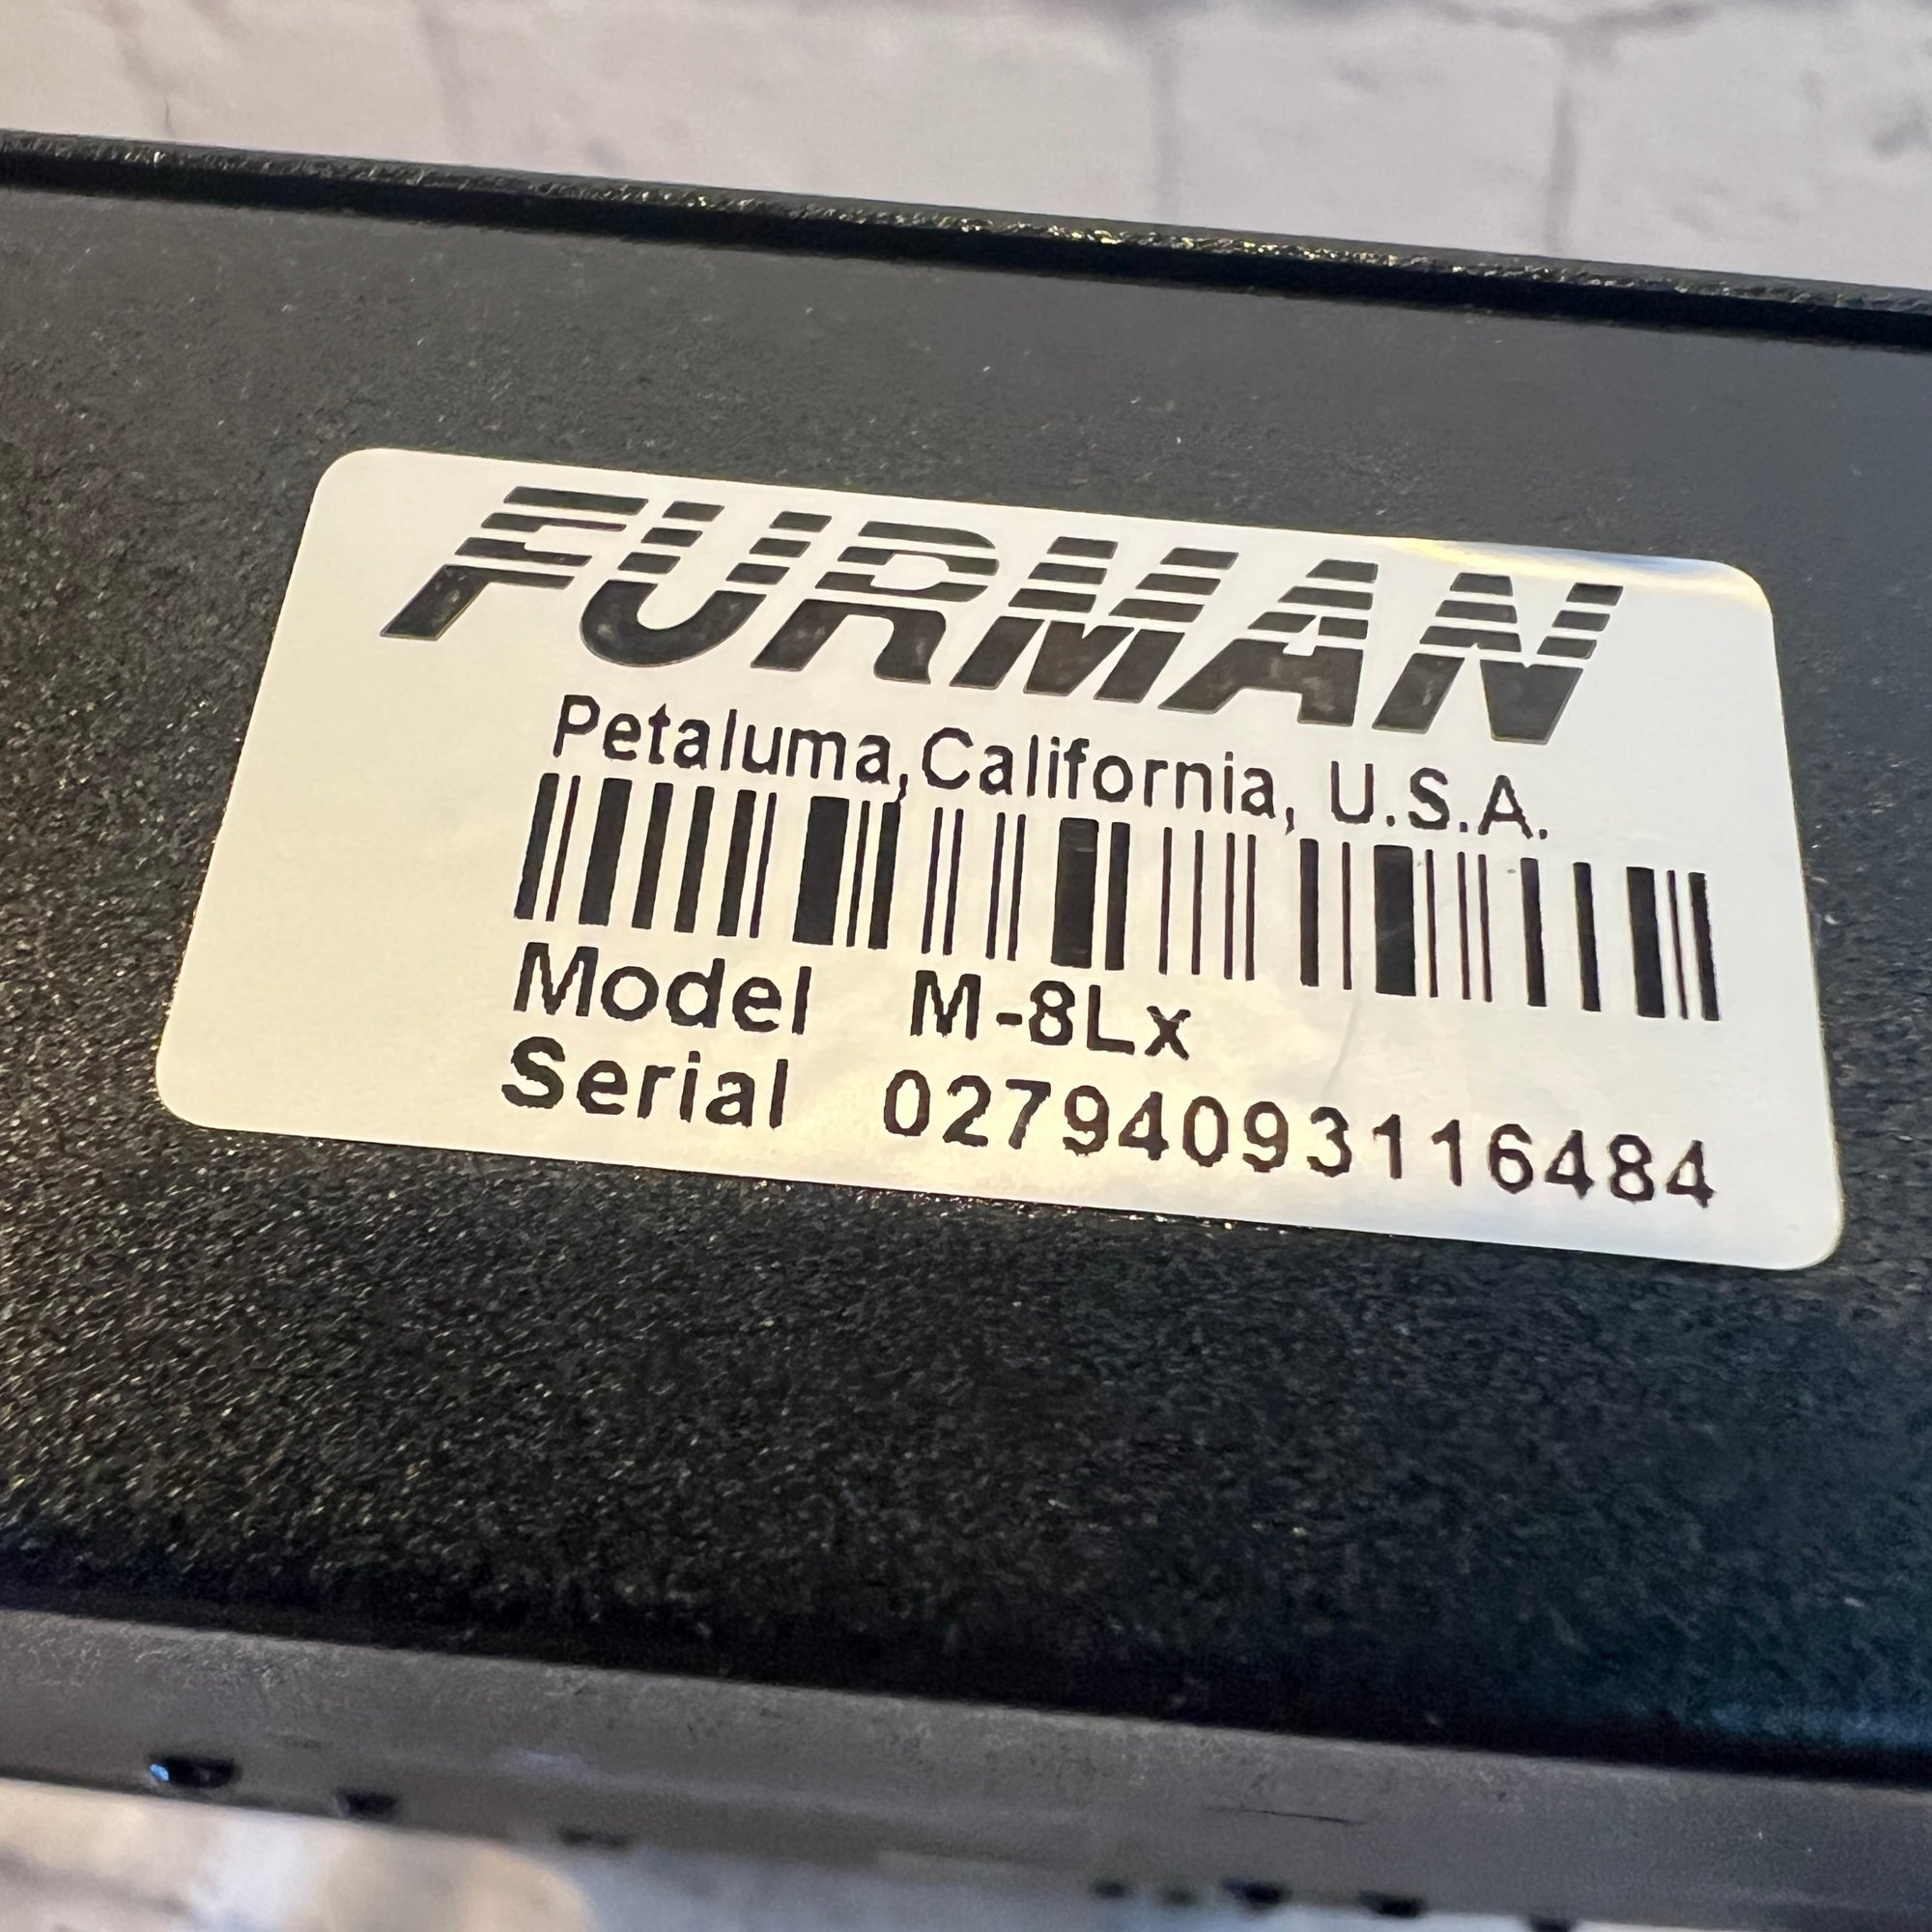 FURMAN
Petaluma,California, U.S.A.
Model M-8Lx
Serial 02794093116484